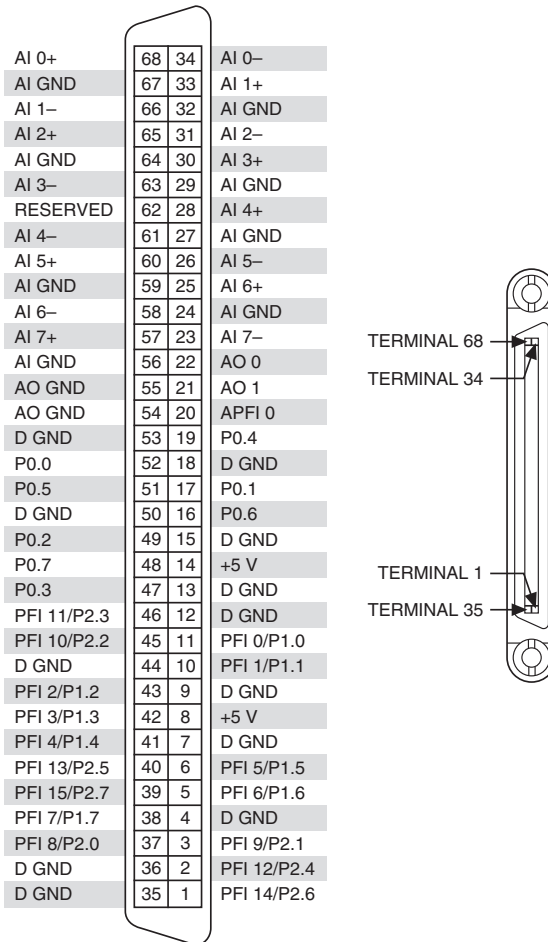 AI 0+ 68 34 AI 0–
AI GND 67 33 AI 1+
AI 1– 66 32 AI GND
AI 2+ 65 31 AI 2–
AI GND 64 30 AI 3+
AI 3– 63 29 AI GND
RESERVED 62 28 AI 4+
AI 4– 61 27 AI GND
AI 5+ 60 26 AI 5–
AI GND 59 25 AI 6+
AI 6– 58 24 AI GND
AI 7+ 57 23 AI 7–
AI GND 56 22 AO 0
AO GND 55 21 AO 1
AO GND 54 20 APFI 0
D GND 53 19 P0.4
P0.0 52 18 D GND
P0.5 51 17 P0.1
D GND 50 16 P0.6
P0.2 49 15 D GND
P0.7 48 14 +5 V
P0.3 47 13 D GND
PFI 11/P2.3 46 12 D GND
PFI 10/P2.2 45 11 PFI 0/P1.0
D GND 44 10 PFI 1/P1.1
PFI 2/P1.2 43 9 D GND
PFI 3/P1.3 42 8 +5 V
PFI 4/P1.4 41 7 D GND
PFI 13/P2.5 40 6 PFI 5/P1.5
PFI 15/P2.7 39 5 PFI 6/P1.6
PFI 7/P1.7 38 4 D GND
PFI 8/P2.0 37 3 PFI 9/P2.1
D GND 36 2 PFI 12/P2.4
D GND 35 1 PFI 14/P2.6
TERMINAL 68
TERMINAL 34
TERMINAL 1
TERMINAL 35